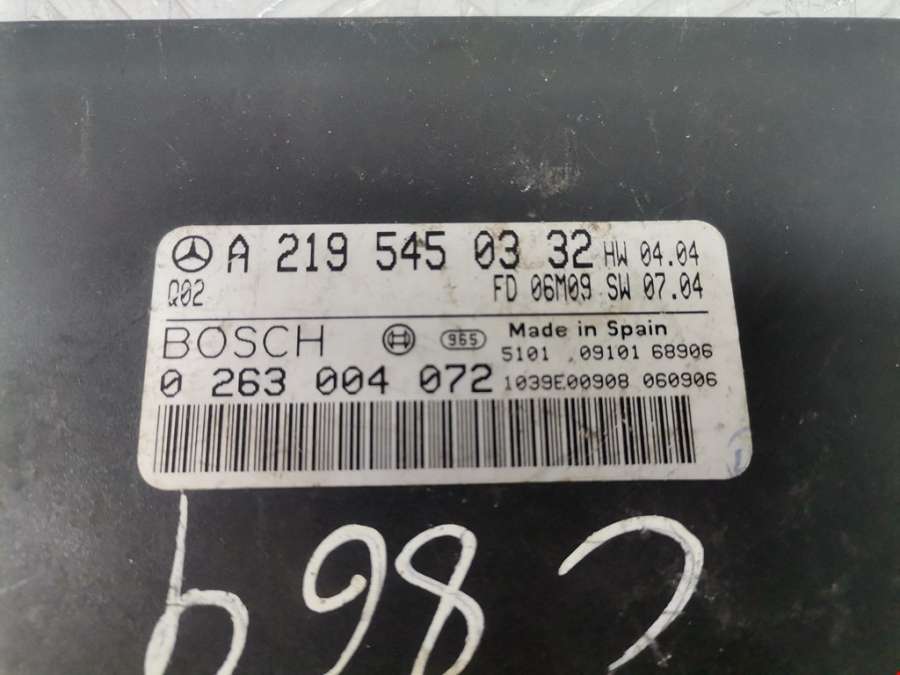 A 219 545 03 32 HW 04.04
Q02 FD 06M09 SW 07.04
BOSCH 965 Made in Spain
5101 09101 68906
0 263 004 072 1039E00908 060906